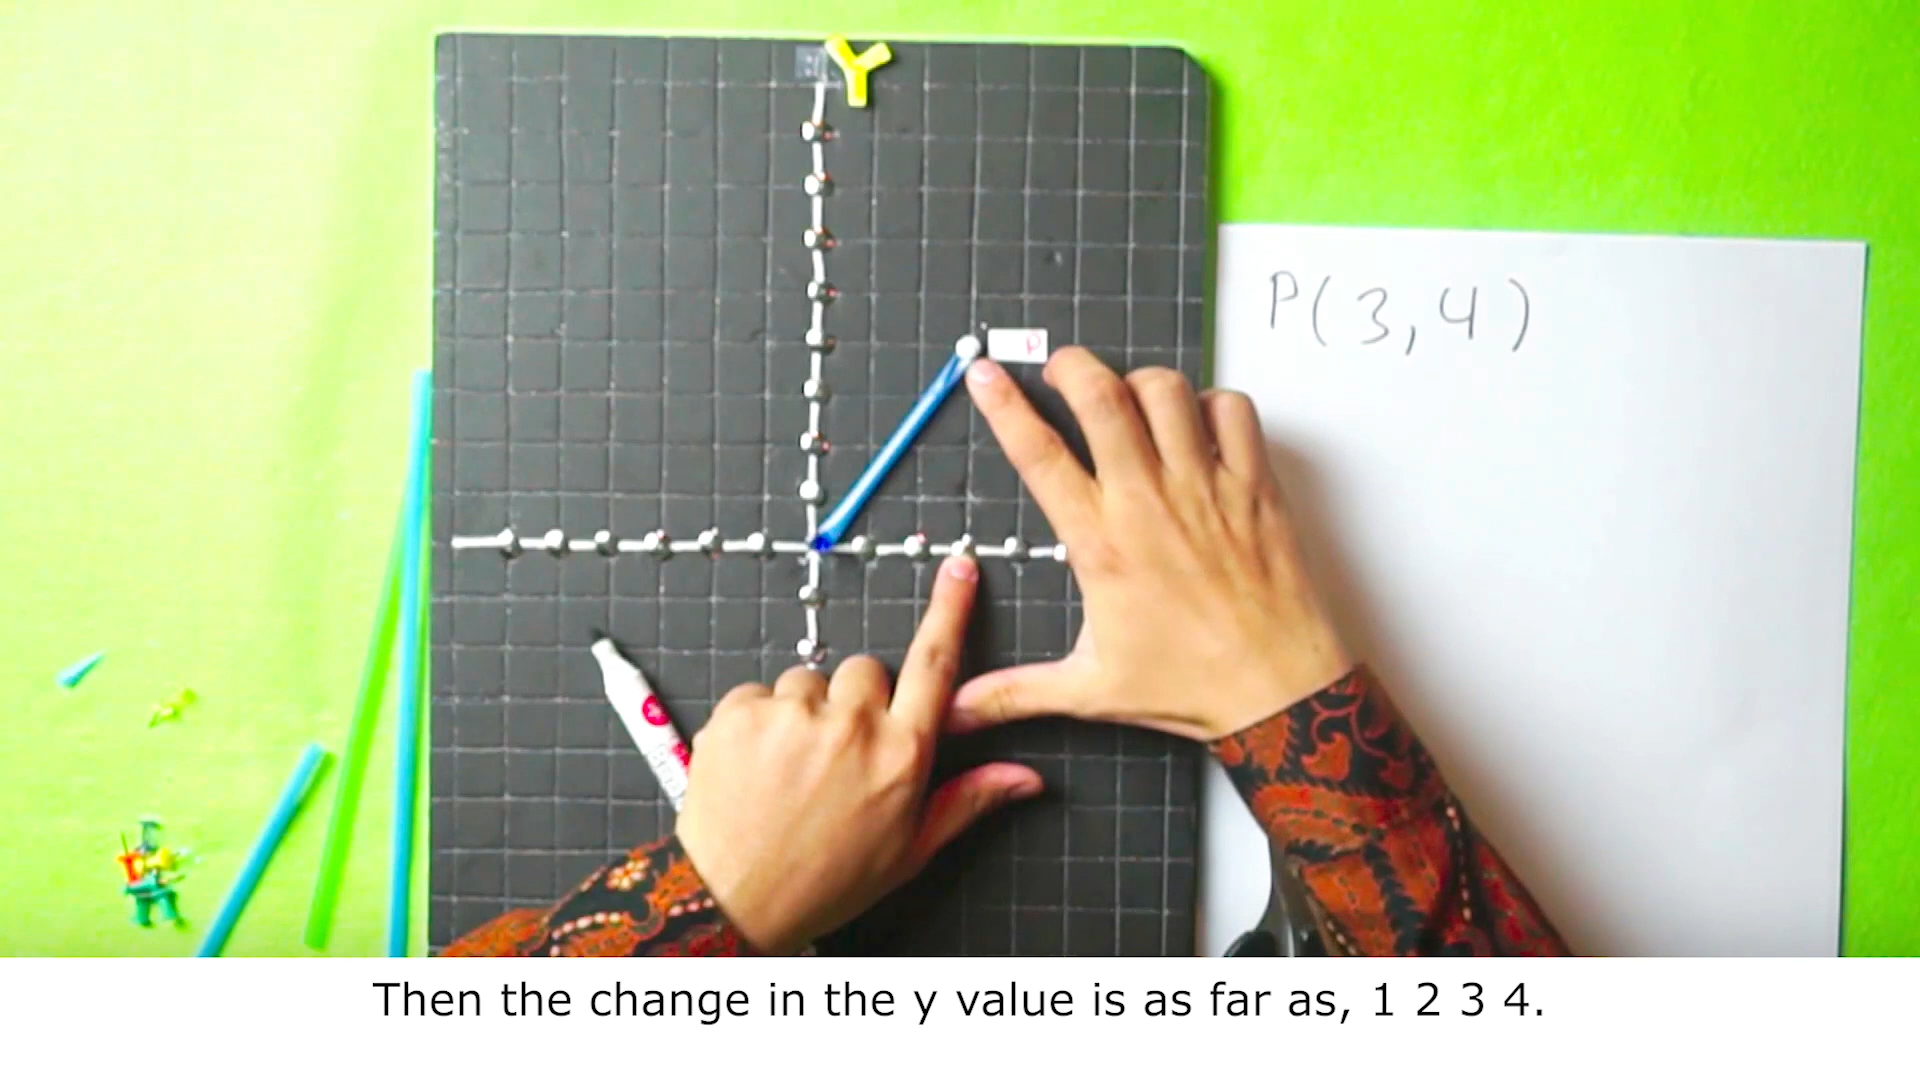 Y
P
P(3,4)
Then the change in the y value is as far as, 1 2 3 4.